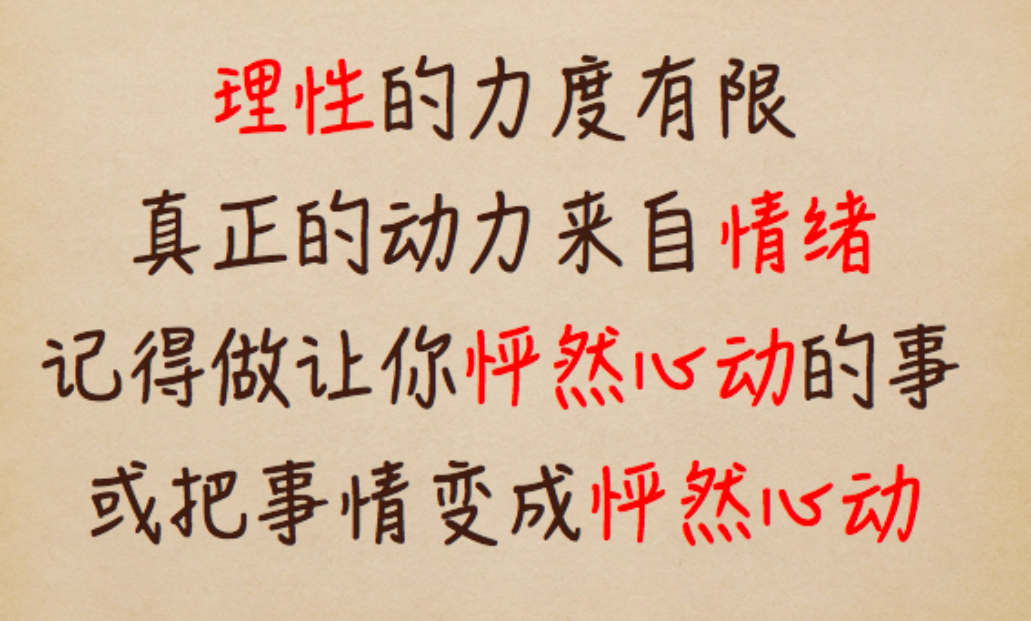 理性的力度有限
真正的动力来自情绪
记得做让你怦然心动的事
或把事情变成怦然心动